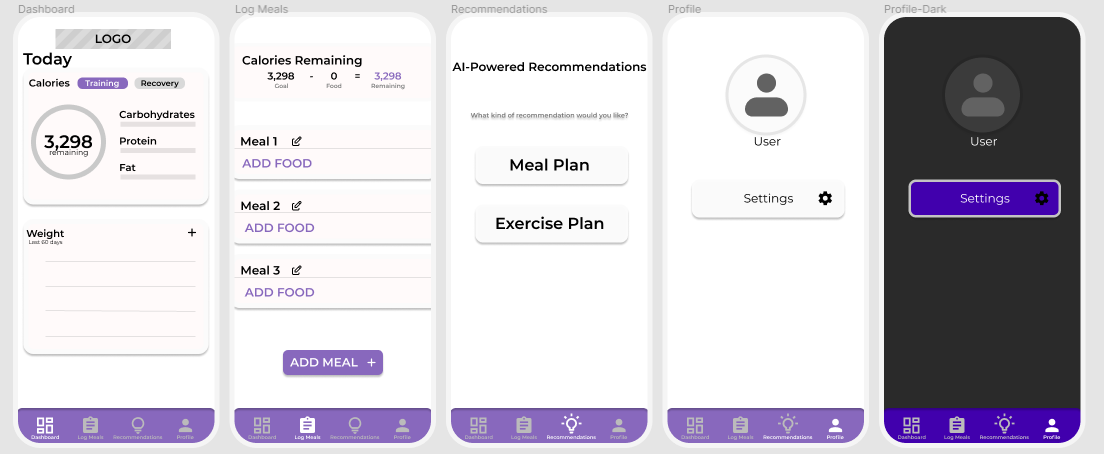 Dashboard
LOGO
Today
Calories Training Recovery
3,298
remaining
Carbohydrates
Protein
Fat
Weight +
Last 60 days
Dashboard Log Meals Recommendations Profile
Log Meals
Calories Remaining
3,298 - 0 = 3,298
Goal Food Remaining
Meal 1
ADD FOOD
Meal 2
ADD FOOD
Meal 3
ADD FOOD
ADD MEAL +
Dashboard Log Meals Recommendations Profile
Recommendations
AI-Powered Recommendations
What kind of recommendation would you like?
Meal Plan
Exercise Plan
Dashboard Log Meals Recommendations Profile
Profile
User
Settings
Dashboard Log Meals Recommendations Profile
Profile-Dark
User
Settings
Dashboard Log Meals Recommendations Profile